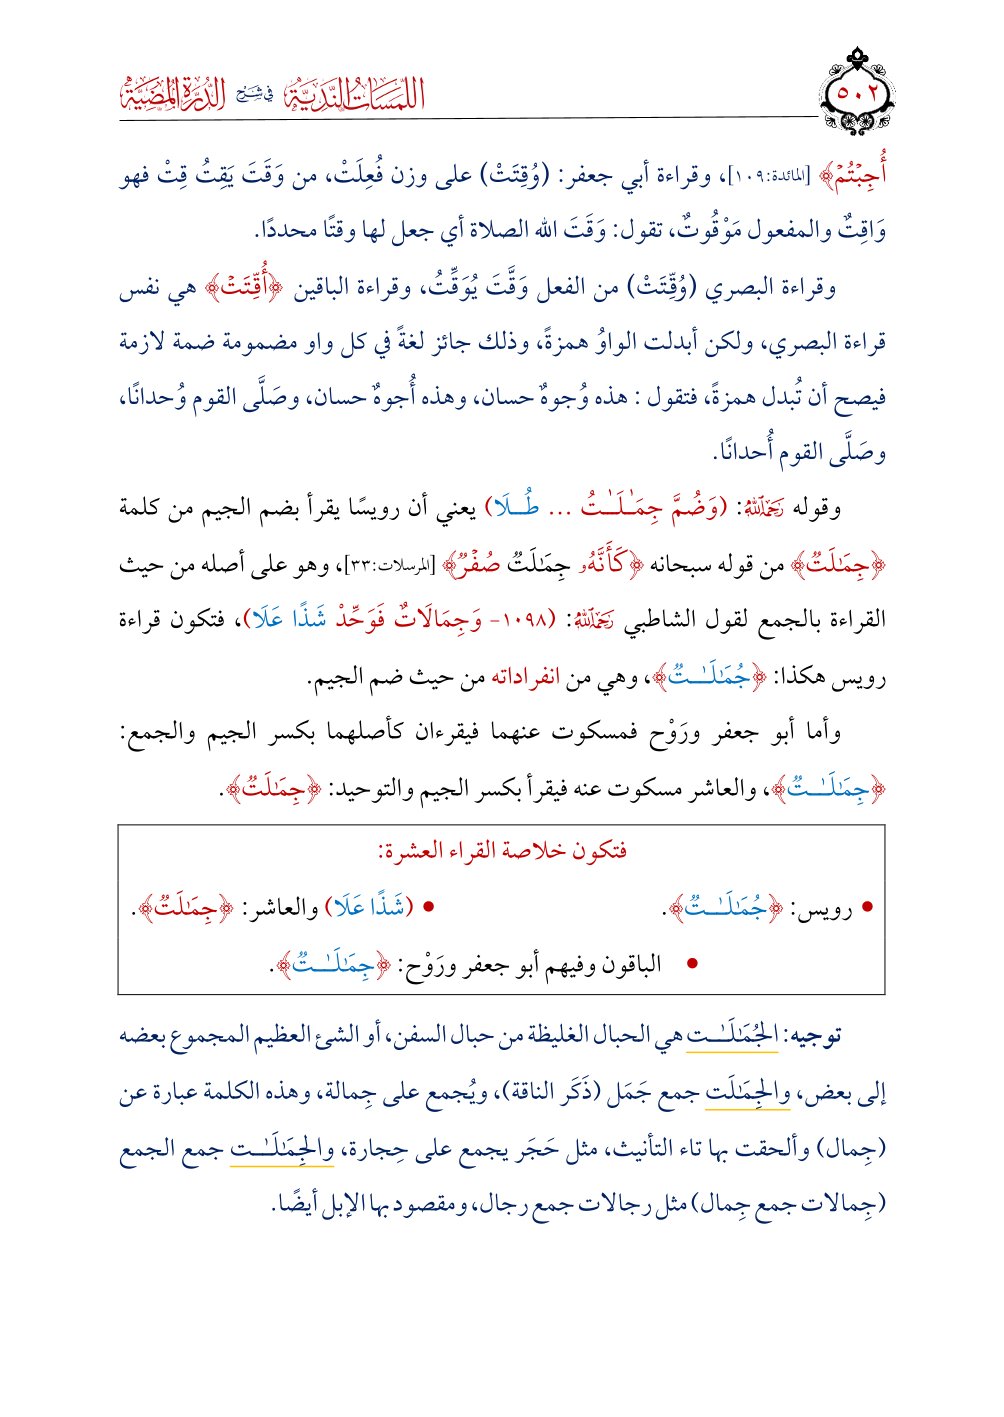 اللمسات الندية في شرح الدرة المضية
٥٠٢
أُجِبْتُمْ﴾ [المائدة:١٠٩]، وقراءة أبي جعفر: (وُقِتَتْ) على وزن فُعِلَتْ، من وَقَتَ يَقِتُ قِتْ فهو
وَاقِتٌ والمفعول مَوْقُوتٌ، تقول: وَقَتَ الله الصلاة أي جعل لها وقتًا محددًا.
وقراءة البصري (وُقِّتَتْ) من الفعل وَقَّتَ يُوَقِّتُ، وقراءة الباقين ﴿أُقِّتَتْ﴾ هي نفس
قراءة البصري، ولكن أبدلت الواوُ همزةً، وذلك جائز لغةً في كل واو مضمومة ضمة لازمة
فيصح أن تُبدل همزةً، فتقول : هذه وُجوهٌ حسان، وهذه أُجوهٌ حسان، وصَلَّى القوم وُحدانًا،
وصَلَّى القوم أُحدانًا.
وقوله رَحِمَهُ اللَّهُ: (وَضُمَّ جِمَـٰلَـٰتُ ... طُــلَا) يعني أن رويسًا يقرأ بضم الجيم من كلمة
﴿جِمَٰلَتٞ﴾ من قوله سبحانه ﴿كَأَنَّهُۥ جِمَٰلَتٞ صُفْرٞ﴾ [المرسلات:٣٣]، وهو على أصله من حيث
القراءة بالجمع لقول الشاطبي رَحِمَهُ اللَّهُ: (١٠٩٨- وَجِمَالَاتٌ فَوَحِّدْ شَذًا عَلَا)، فتكون قراءة
رويس هكذا: ﴿جُمَٰلَـٰتٞ﴾، وهي من انفراداته من حيث ضم الجيم.
وأما أبو جعفر ورَوْح فمسكوت عنهما فيقرءان كأصلهما بكسر الجيم والجمع:
﴿جِمَٰلَـٰتٞ﴾، والعاشر مسكوت عنه فيقرأ بكسر الجيم والتوحيد: ﴿جِمَٰلَتٞ﴾.
فتكون خلاصة القراء العشرة:
• رويس: ﴿جُمَٰلَـٰتٞ﴾. • (شَذًا عَلَا) والعاشر: ﴿جِمَٰلَتٞ﴾.
• الباقون وفيهم أبو جعفر ورَوْح: ﴿جِمَٰلَـٰتٞ﴾.
توجيه: الجُمَٰلَـٰت هي الحبال الغليظة من حبال السفن، أو الشئ العظيم المجموع بعضه
إلى بعض، والجِمَٰلَت جمع جَمَل (ذَكَر الناقة)، ويُجمع على جِمالة، وهذه الكلمة عبارة عن
(جِمال) وألحقت بها تاء التأنيث، مثل حَجَر يجمع على حِجارة، والجِمَٰلَـٰت جمع الجمع
(جِمالات جمع جِمال) مثل رجالات جمع رجال، ومقصود بها الإبل أيضًا.